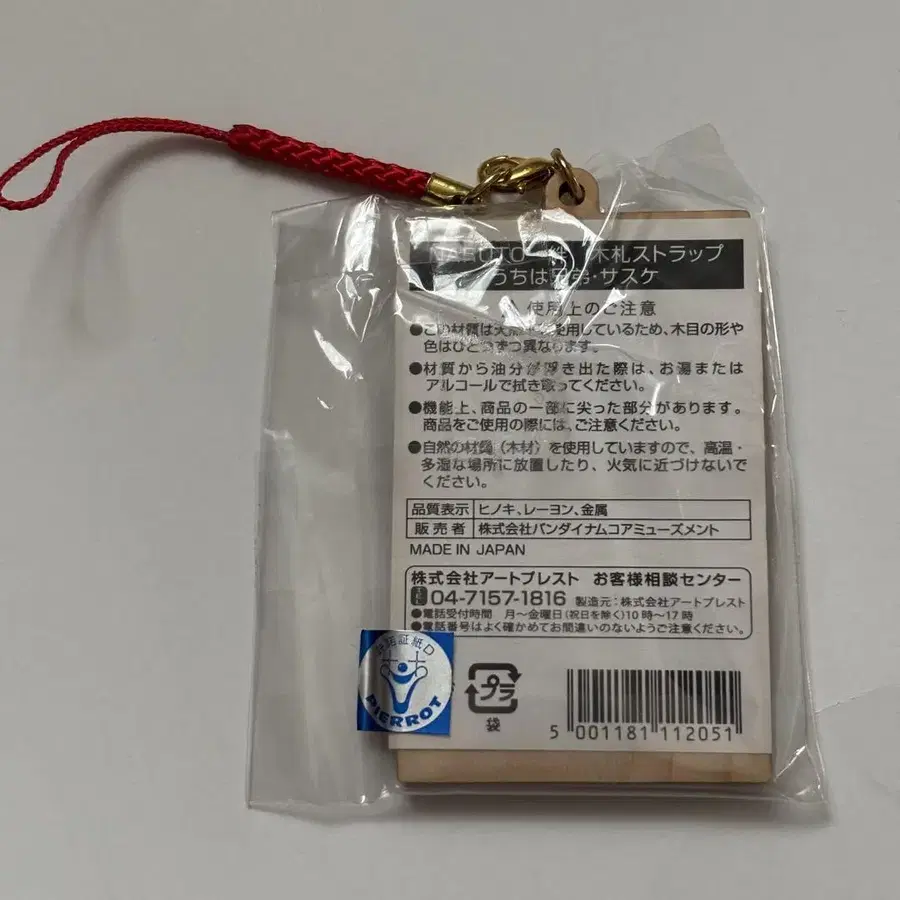 NARUTO 木札ストラップ
うちは サスケ
使用上のご注意
●この材質は 使用しているため、木目の形や
色はひとつずつ異なります。
●材質から油分が浮き出た際は、お湯または
アルコールで拭き取ってください。
●機能上、商品の一部に尖った部分があります。
商品をご使用の際には、ご注意ください。
●自然の材質(木材)を使用していますので、高温・
多湿な場所に放置したり、火気に近づけないで
ください。
品質表示 ヒノキ、レーヨン、金属
販売者 株式会社バンダイナムコアミューズメント
MADE IN JAPAN
株式会社アートプレスト お客様相談センター
04-7157-1816 製造元:株式会社アートプレスト
●電話受付時間 月〜金曜日(祝日を除く)10時〜17時
●電話番号はよく確かめてお間違いのないようご注意ください。
証紙D
PIERROT
プラ
袋
5 001181 112051